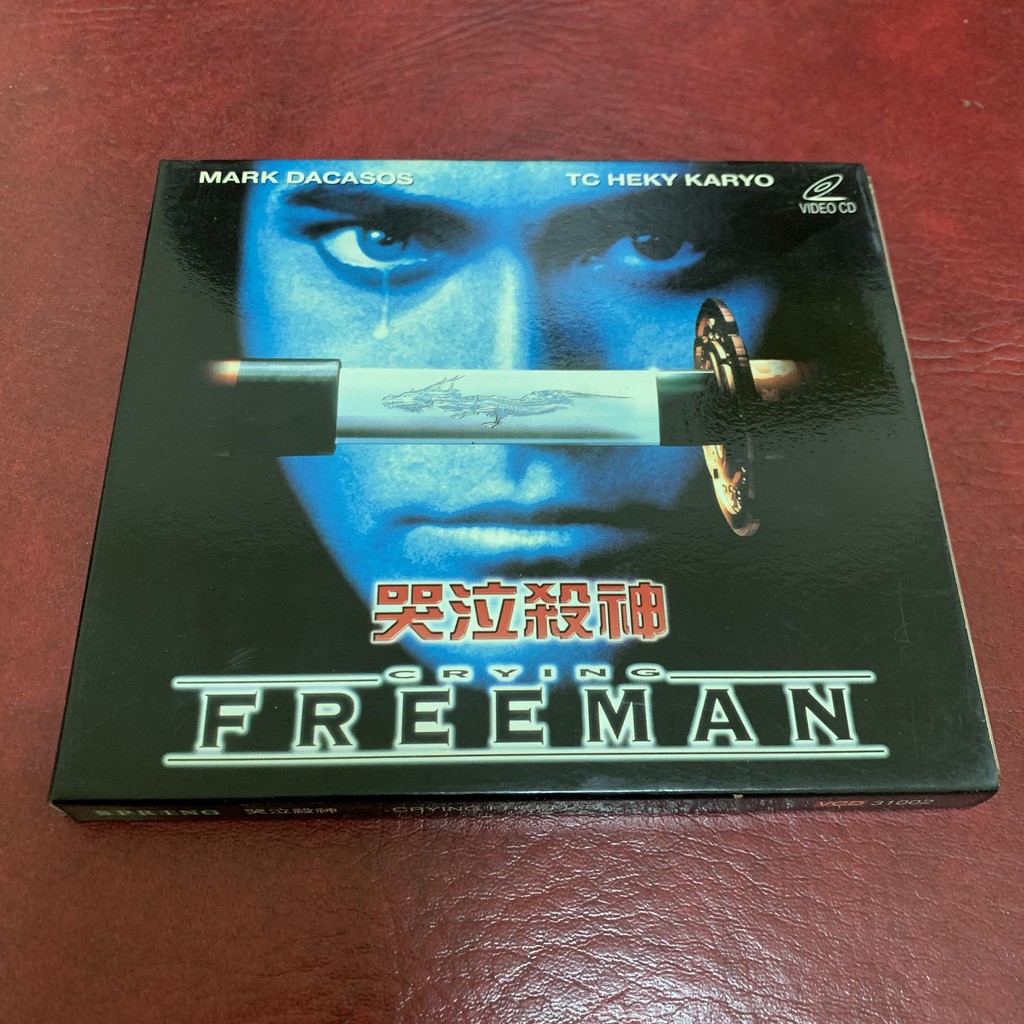 MARK DACASOS
TC HEKY KARYO
VIDEO CD
哭泣殺神
CRYING
FREEMAN
SPRING 哭泣殺神 CRYING FREEMAN VCD 31002